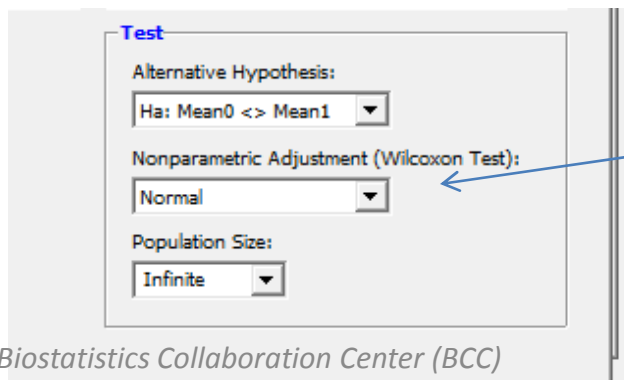 Test
Alternative Hypothesis:
Ha: Mean0 <> Mean1
Nonparametric Adjustment (Wilcoxon Test):
Normal
Population Size:
Infinite
Biostatistics Collaboration Center (BCC)